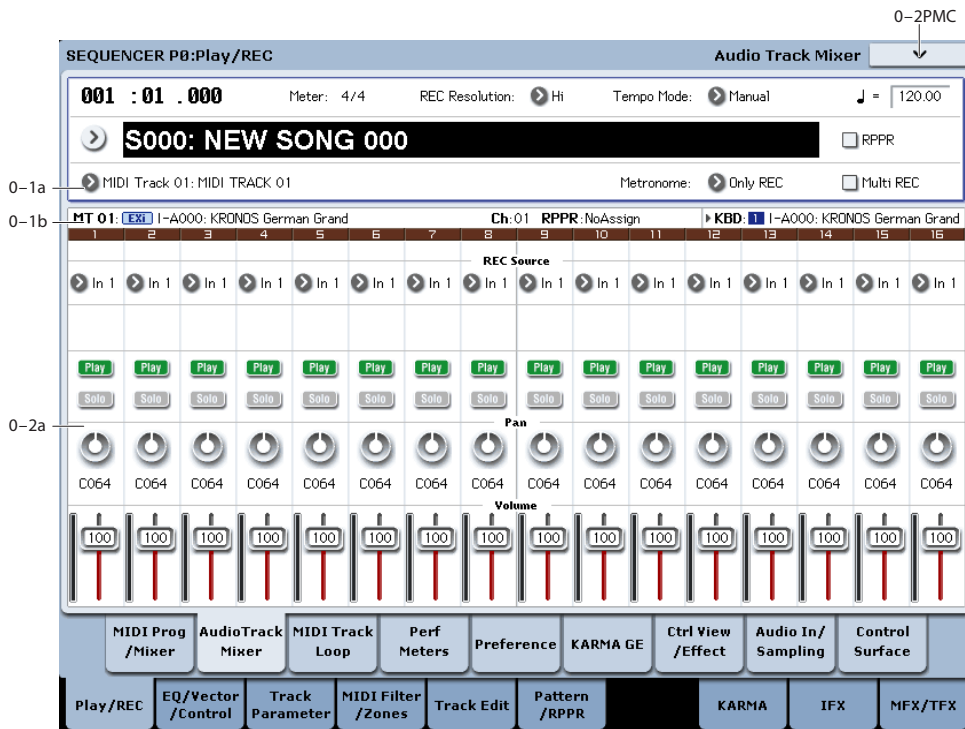 0–2PMC
SEQUENCER P0:Play/REC Audio Track Mixer
001 : 01 . 000 Meter: 4/4 REC Resolution: Hi Tempo Mode: Manual ♩ = 120.00
S000: NEW SONG 000 RPPR
0–1a MIDI Track 01: MIDI TRACK 01 Metronome: Only REC Multi REC
0–1b MT 01: EXi I-A000: KRONOS German Grand Ch:01 RPPR:NoAssign KBD: 1 I-A000: KRONOS German Grand
1 2 3 4 5 6 7 8 9 10 11 12 13 14 15 16
REC Source
In 1 In 1 In 1 In 1 In 1 In 1 In 1 In 1 In 1 In 1 In 1 In 1 In 1 In 1 In 1 In 1
Play Play Play Play Play Play Play Play Play Play Play Play Play Play Play Play
Solo Solo Solo Solo Solo Solo Solo Solo Solo Solo Solo Solo Solo Solo Solo Solo
0–2a Pan
C064 C064 C064 C064 C064 C064 C064 C064 C064 C064 C064 C064 C064 C064 C064 C064
Volume
100 100 100 100 100 100 100 100 100 100 100 100 100 100 100 100
MIDI Prog AudioTrack MIDI Track Perf Preference KARMA GE Ctrl View Audio In/ Control
/Mixer Mixer Loop Meters /Effect Sampling Surface
Play/REC EQ/Vector Track MIDI Filter Track Edit Pattern KARMA IFX MFX/TFX
/Control Parameter /Zones /RPPR